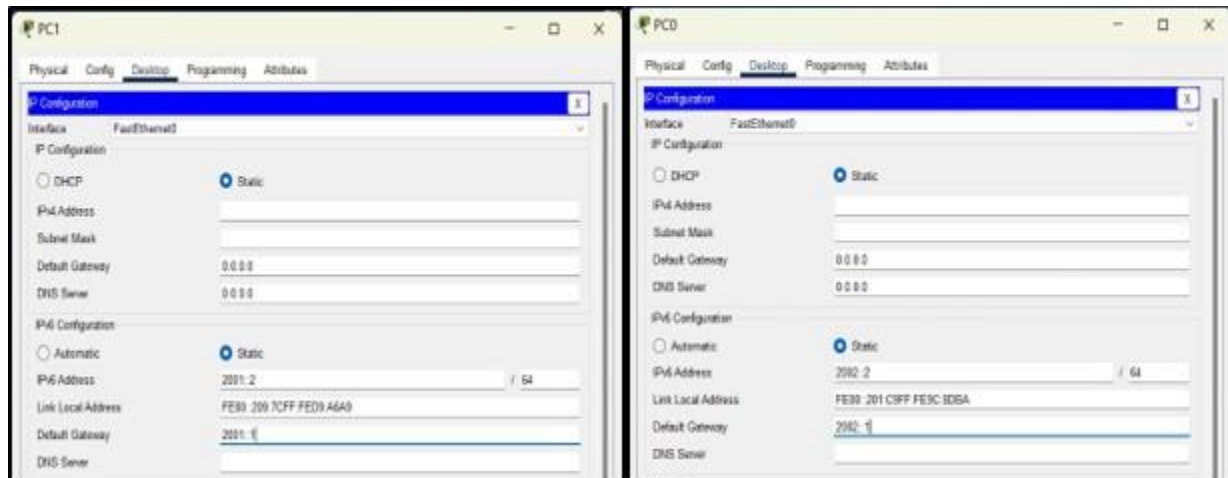 PC1
Physical Config Desktop Programming Attributes
IP Configuration X
Interface FastEthernet0
IP Configuration
DHCP Static
IPv4 Address
Subnet Mask
Default Gateway 0.0.0.0
DNS Server 0.0.0.0
IPv6 Configuration
Automatic Static
IPv6 Address 2001::2 / 64
Link Local Address FE80::209:7CFF:FED9:A6A9
Default Gateway 2001::1
DNS Server
PC0
Physical Config Desktop Programming Attributes
IP Configuration X
Interface FastEthernet0
IP Configuration
DHCP Static
IPv4 Address
Subnet Mask
Default Gateway 0.0.0.0
DNS Server 0.0.0.0
IPv6 Configuration
Automatic Static
IPv6 Address 2002::2 / 64
Link Local Address
Default Gateway 2002::1
DNS Server